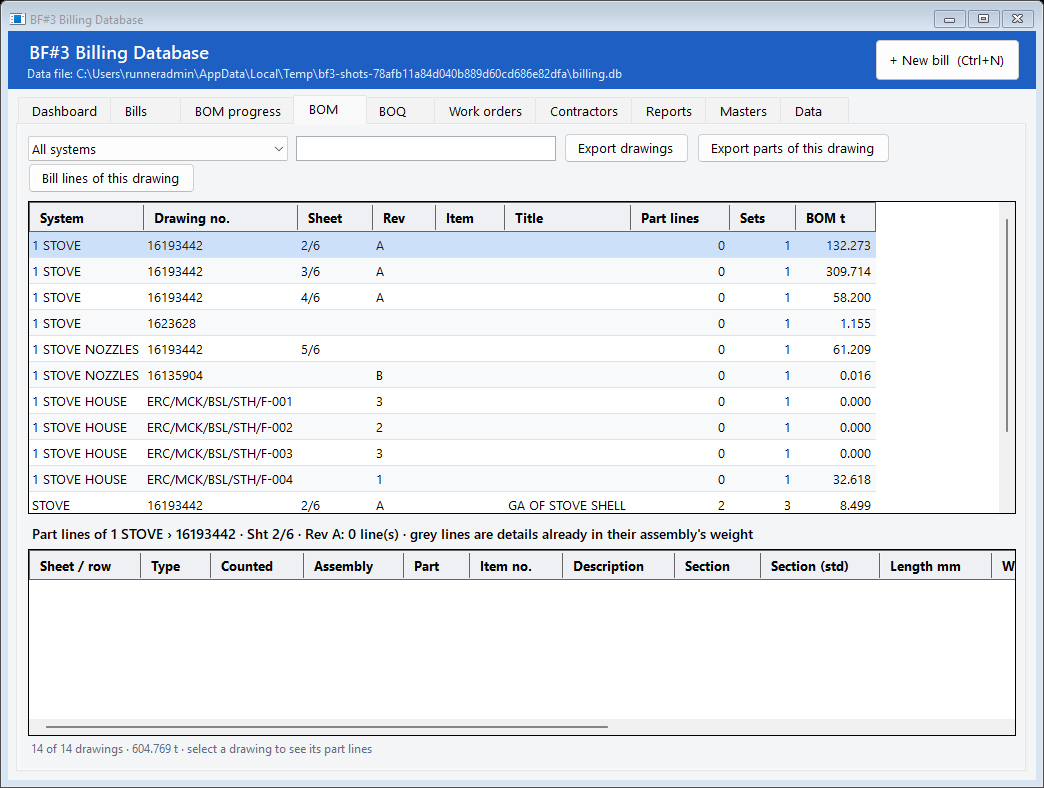 BF#3 Billing Database
BF#3 Billing Database
Data file: C:\Users\runneradmin\AppData\Local\Temp\bf3-shots-78afb11a84d040b889d60cd686e82dfa\billing.db
+ New bill (Ctrl+N)
Dashboard Bills BOM progress BOM BOQ Work orders Contractors Reports Masters Data
All systems Export drawings Export parts of this drawing
Bill lines of this drawing
System Drawing no. Sheet Rev Item Title Part lines Sets BOM t
1 STOVE 16193442 2/6 A 0 1 132.273
1 STOVE 16193442 3/6 A 0 1 309.714
1 STOVE 16193442 4/6 A 0 1 58.200
1 STOVE 1623628 0 1 1.155
1 STOVE NOZZLES 16193442 5/6 0 1 61.209
1 STOVE NOZZLES 16135904 B 0 1 0.016
1 STOVE HOUSE ERC/MCK/BSL/STH/F-001 3 0 1 0.000
1 STOVE HOUSE ERC/MCK/BSL/STH/F-002 2 0 1 0.000
1 STOVE HOUSE ERC/MCK/BSL/STH/F-003 3 0 1 0.000
1 STOVE HOUSE ERC/MCK/BSL/STH/F-004 1 0 1 32.618
STOVE 16193442 2/6 A GA OF STOVE SHELL 2 3 8.499
Part lines of 1 STOVE › 16193442 · Sht 2/6 · Rev A: 0 line(s) · grey lines are details already in their assembly's weight
Sheet / row Type Counted Assembly Part Item no. Description Section Section (std) Length mm W
14 of 14 drawings · 604.769 t · select a drawing to see its part lines